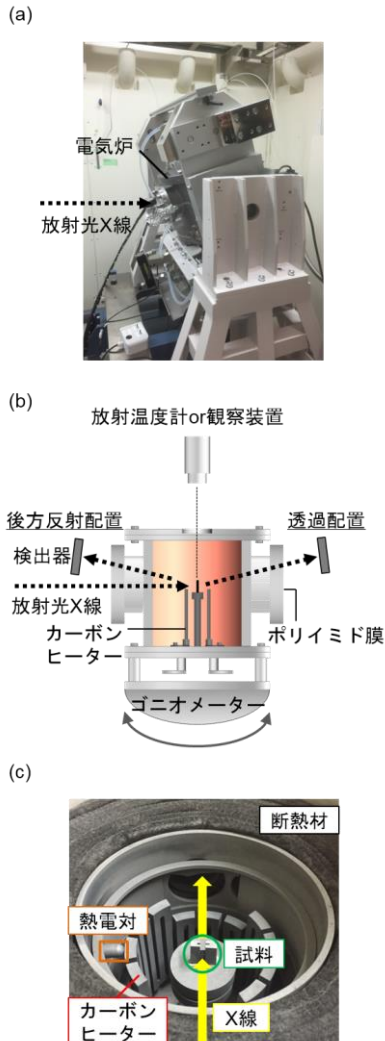 (a)
電気炉
放射光X線
(b)
放射温度計or観察装置
後方反射配置
透過配置
検出器
放射光X線
カーボン
ヒーター
ポリイミド膜
ゴニオメーター
(c)
断熱材
熱電対
試料
カーボン
ヒーター
X線